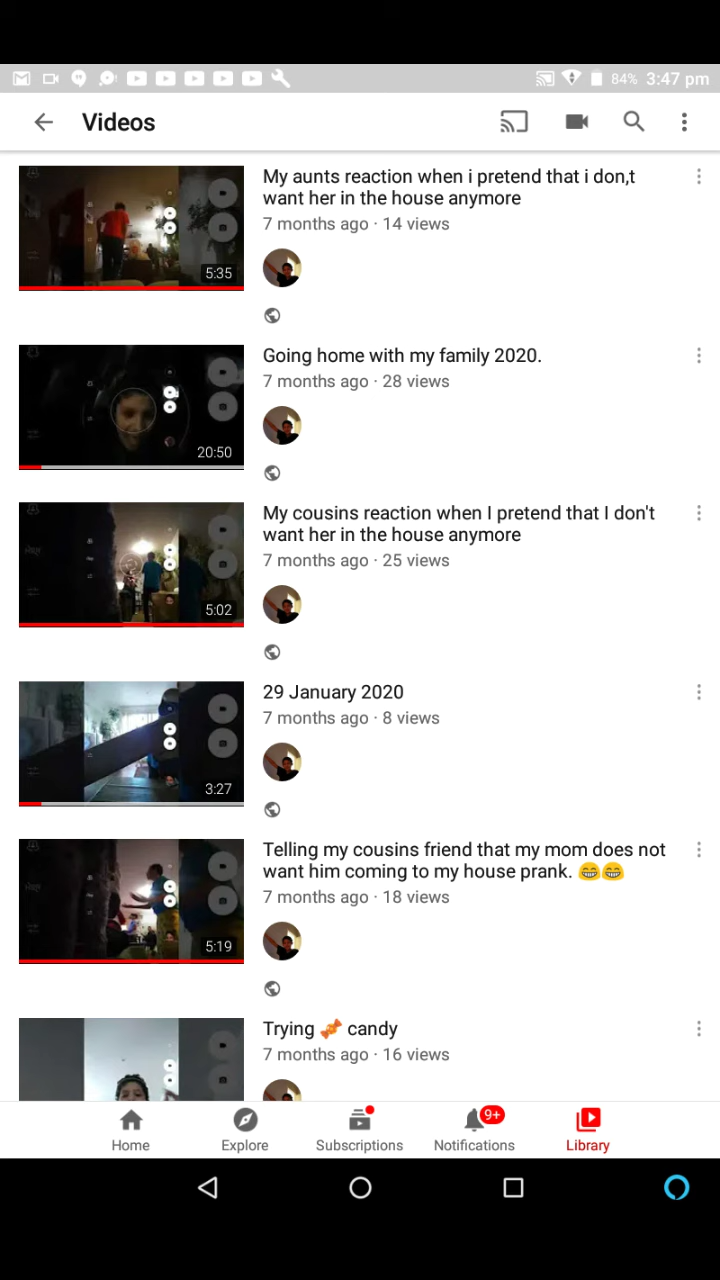 84% 3:47 pm
Videos
My aunts reaction when i pretend that i don,t
want her in the house anymore
7 months ago · 14 views
5:35
Going home with my family 2020.
7 months ago · 28 views
20:50
My cousins reaction when I pretend that I don't
want her in the house anymore
7 months ago · 25 views
5:02
29 January 2020
7 months ago · 8 views
3:27
Telling my cousins friend that my mom does not
want him coming to my house prank. 😁😁
7 months ago · 18 views
5:19
Trying 🍬 candy
7 months ago · 16 views
9+
Home Explore Subscriptions Notifications Library